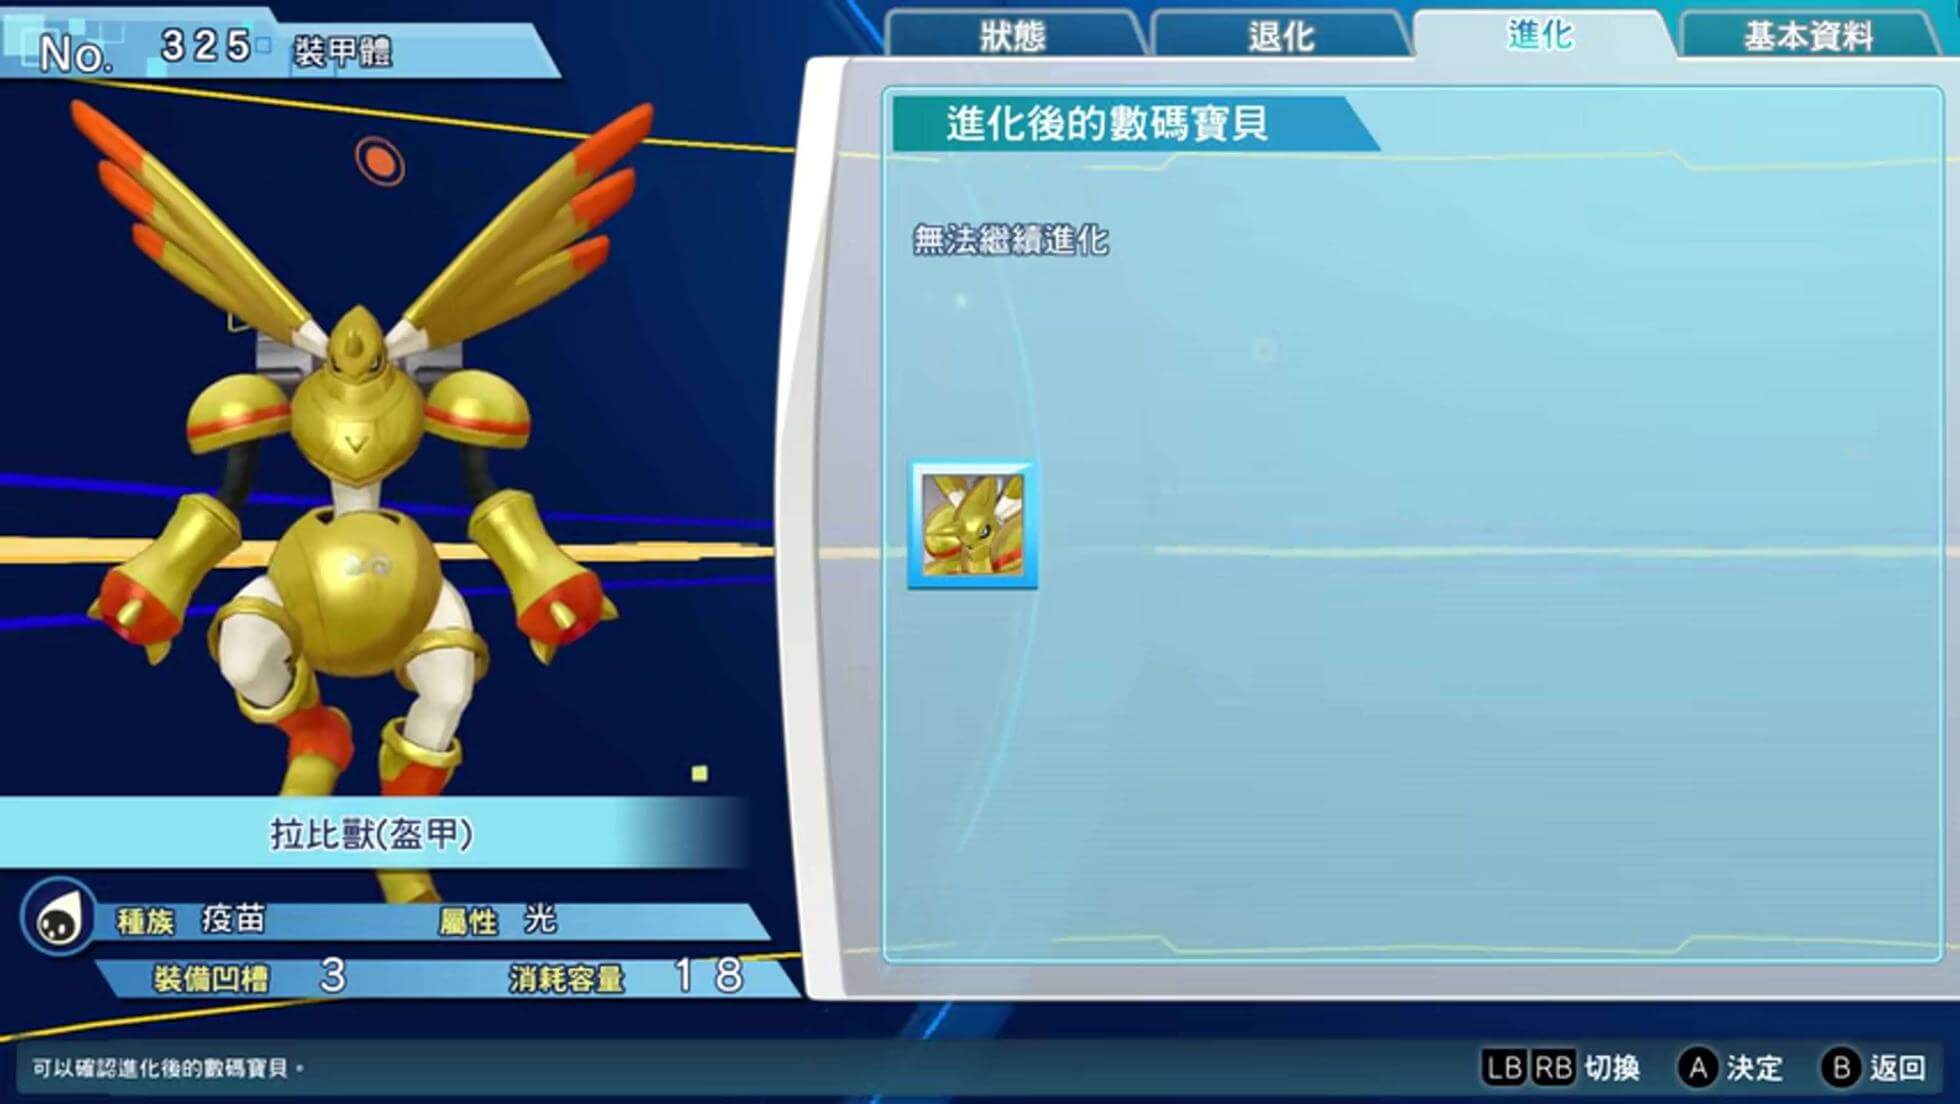 No. 325 裝甲體
狀態 退化 進化 基本資料
進化後的數碼寶貝
無法繼續進化
拉比獸(盔甲)
種族 疫苗 屬性 光
裝備凹槽 3 消耗容量 18
可以確認進化後的數碼寶貝。
LB RB 切換 A 決定 B 返回